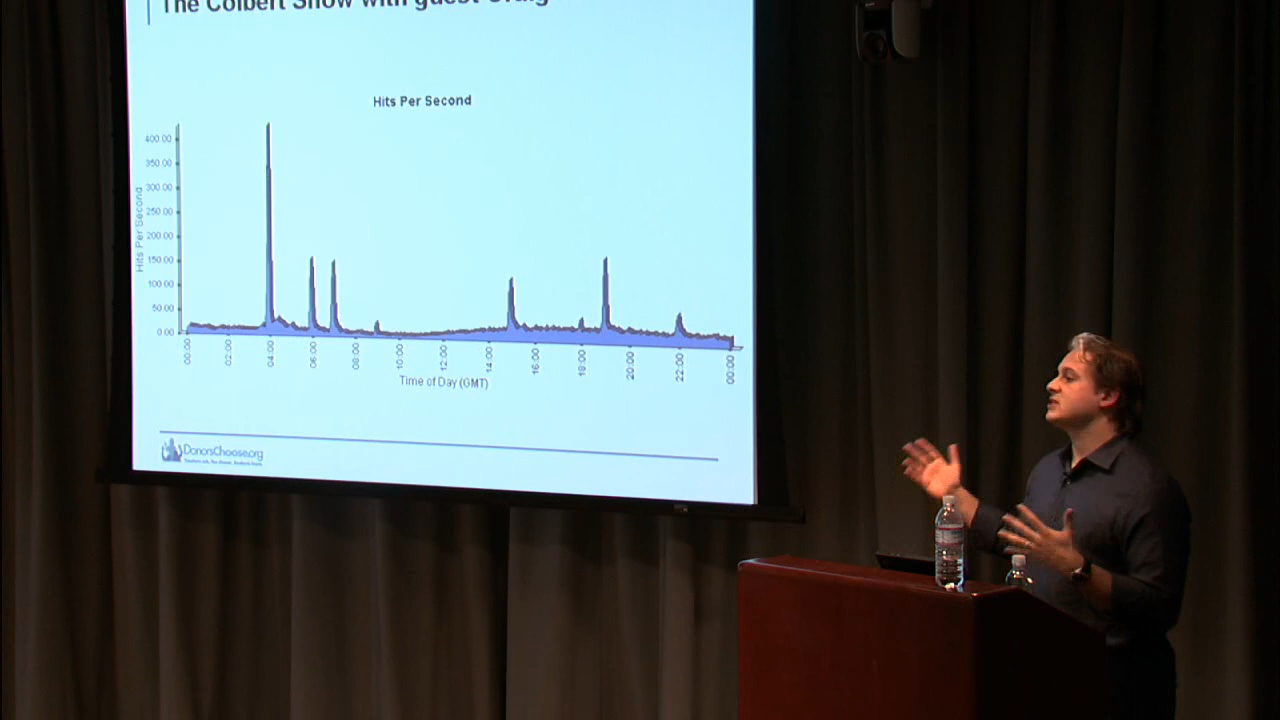 The Colbert Show with guest Craig
Hits Per Second
400.00
350.00
300.00
250.00
200.00
150.00
100.00
50.00
0.00
Hits Per Second
00:00 02:00 04:00 06:00 08:00 10:00 12:00 14:00 16:00 18:00 20:00 22:00 00:00
Time of Day (GMT)
DonorsChoose.org